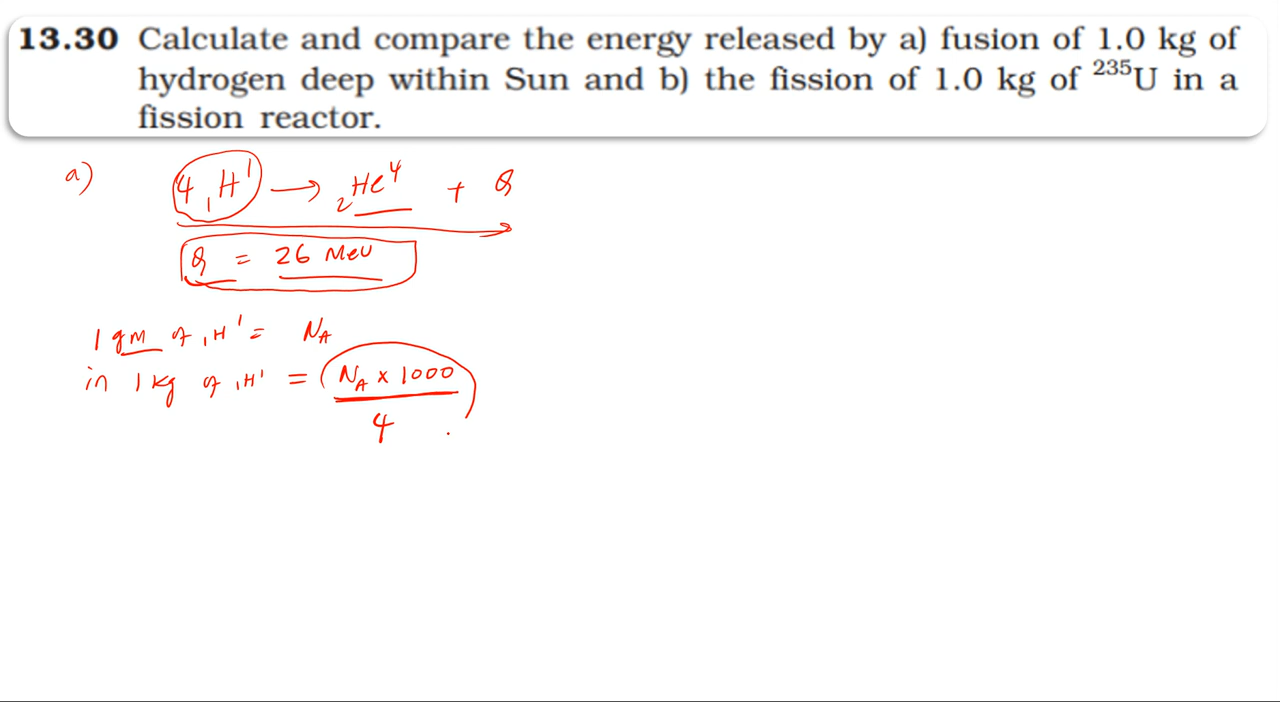 13.30 Calculate and compare the energy released by a) fusion of 1.0 kg of
hydrogen deep within Sun and b) the fission of 1.0 kg of ²³⁵U in a
fission reactor.
a) 4 ₁H¹ → ₂He⁴ + Q
Q = 26 MeV
1 gm of ₁H¹ = N_A
in 1 kg of ₁H¹ = N_A × 1000
4